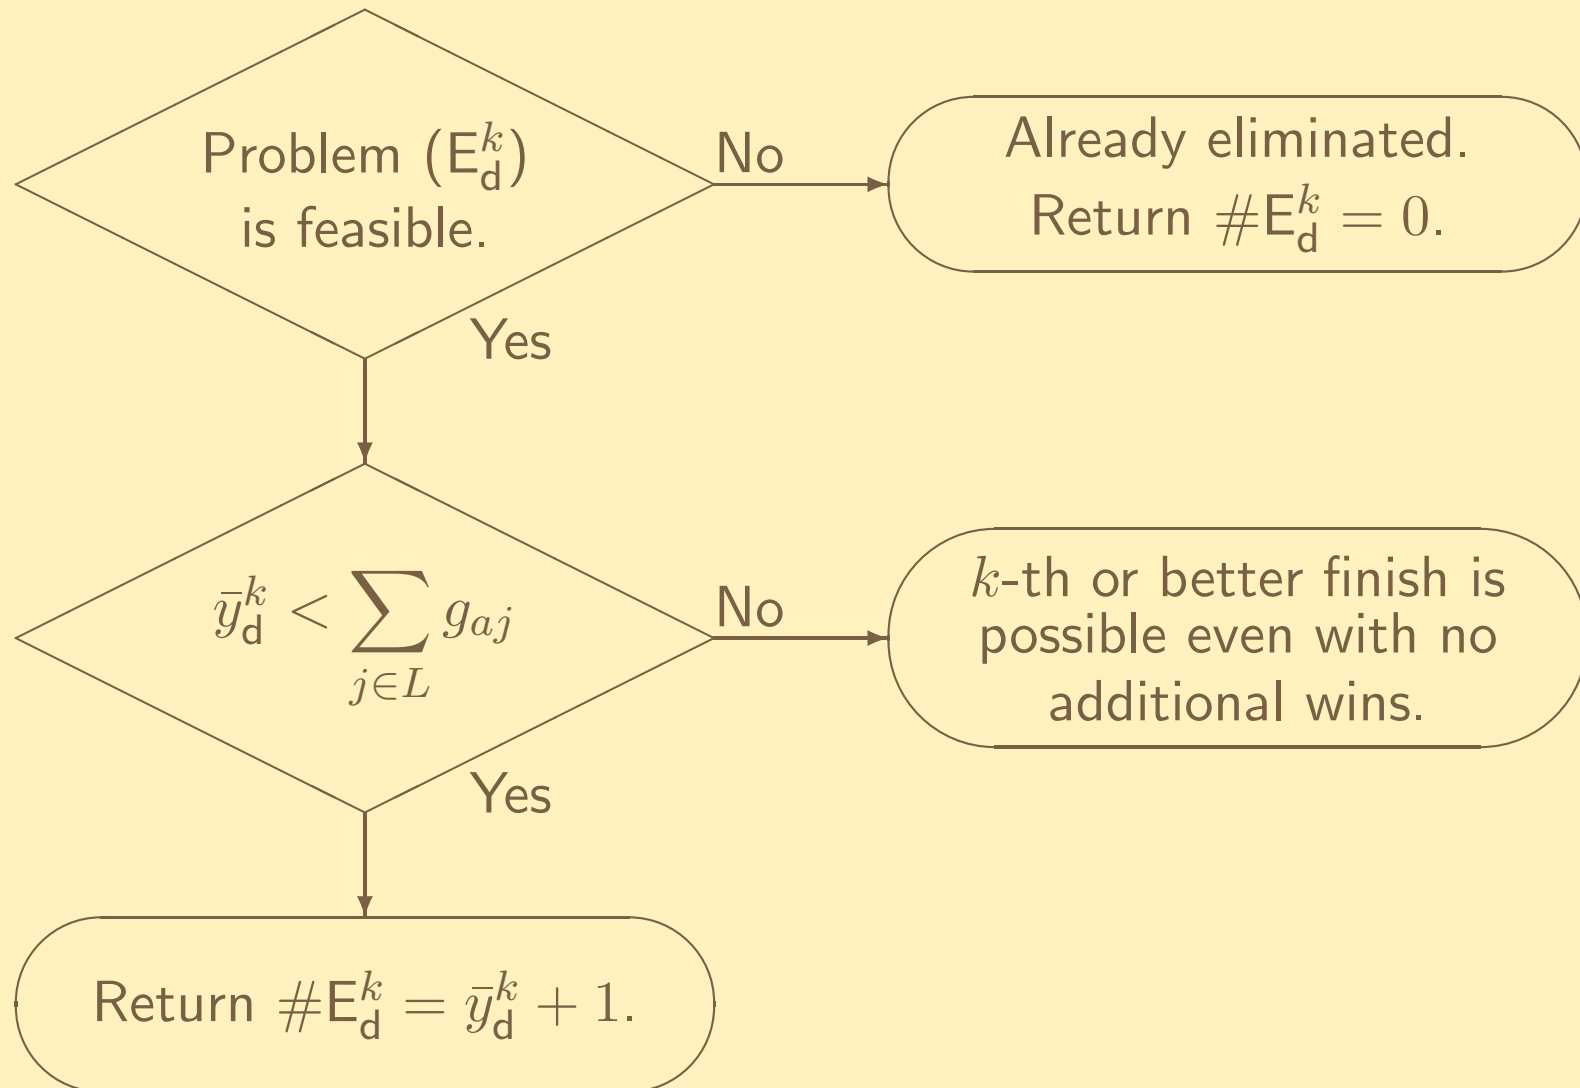 Problem (E_d^k)
is feasible.
No
Already eliminated.
Return #E_d^k = 0.
Yes
ȳ_d^k < ∑_{j∈L} g_{aj}
No
k-th or better finish is
possible even with no
additional wins.
Yes
Return #E_d^k = ȳ_d^k + 1.